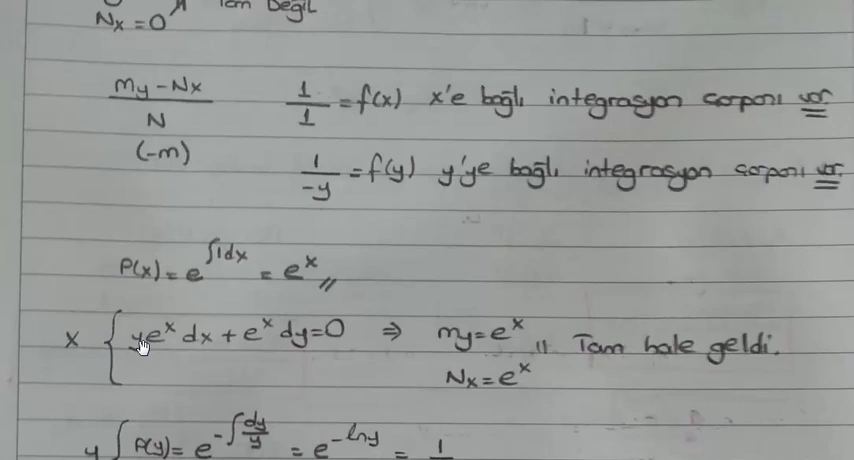 Tam Değil
Nx = 0
My - Nx / N (-m) 1/1 = f(x) x'e bağlı integrasyon çarpanı var
1/-y = f(y) y'ye bağlı integrasyon çarpanı var
P(x) = e^∫1dx = e^x //
x { ye^x dx + e^x dy = 0 ⇒ my = e^x // Tam hale geldi.
Nx = e^x
y { P(y) = e^-∫dy/y = e^-lny = 1